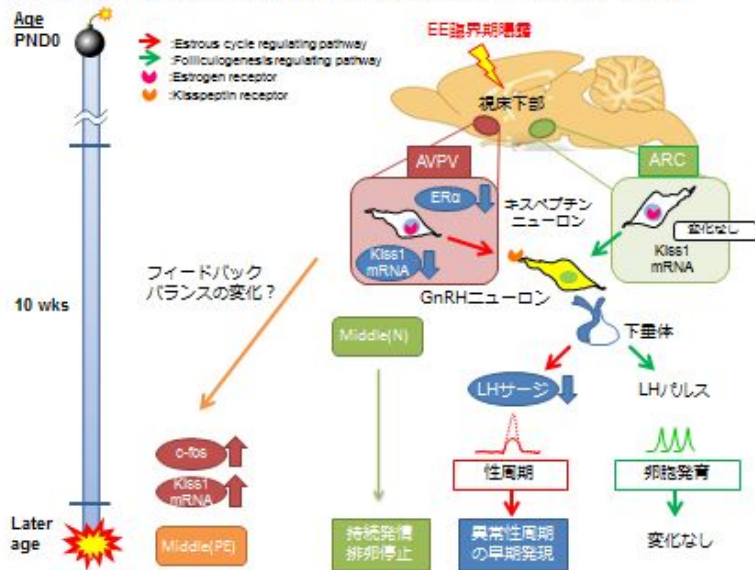 Age
PND0
:Estrous cycle regulating pathway
:Folliculogenesis regulating pathway
:Estrogen receptor
:Kisspeptin receptor
EE臨界期曝露
視床下部
AVPV
ARC
ERα
キスペプチン
ニューロン
変化なし
Kiss1
mRNA
Kiss1
mRNA
フィードバック
バランスの変化？
GnRHニューロン
10 wks
下垂体
Middle(N)
LHサージ
LHパルス
c-fos
Kiss1
mRNA
性周期
卵胞発育
Later
age
Middle(PE)
持続発情
排卵停止
異常性周期
の早期発現
変化なし